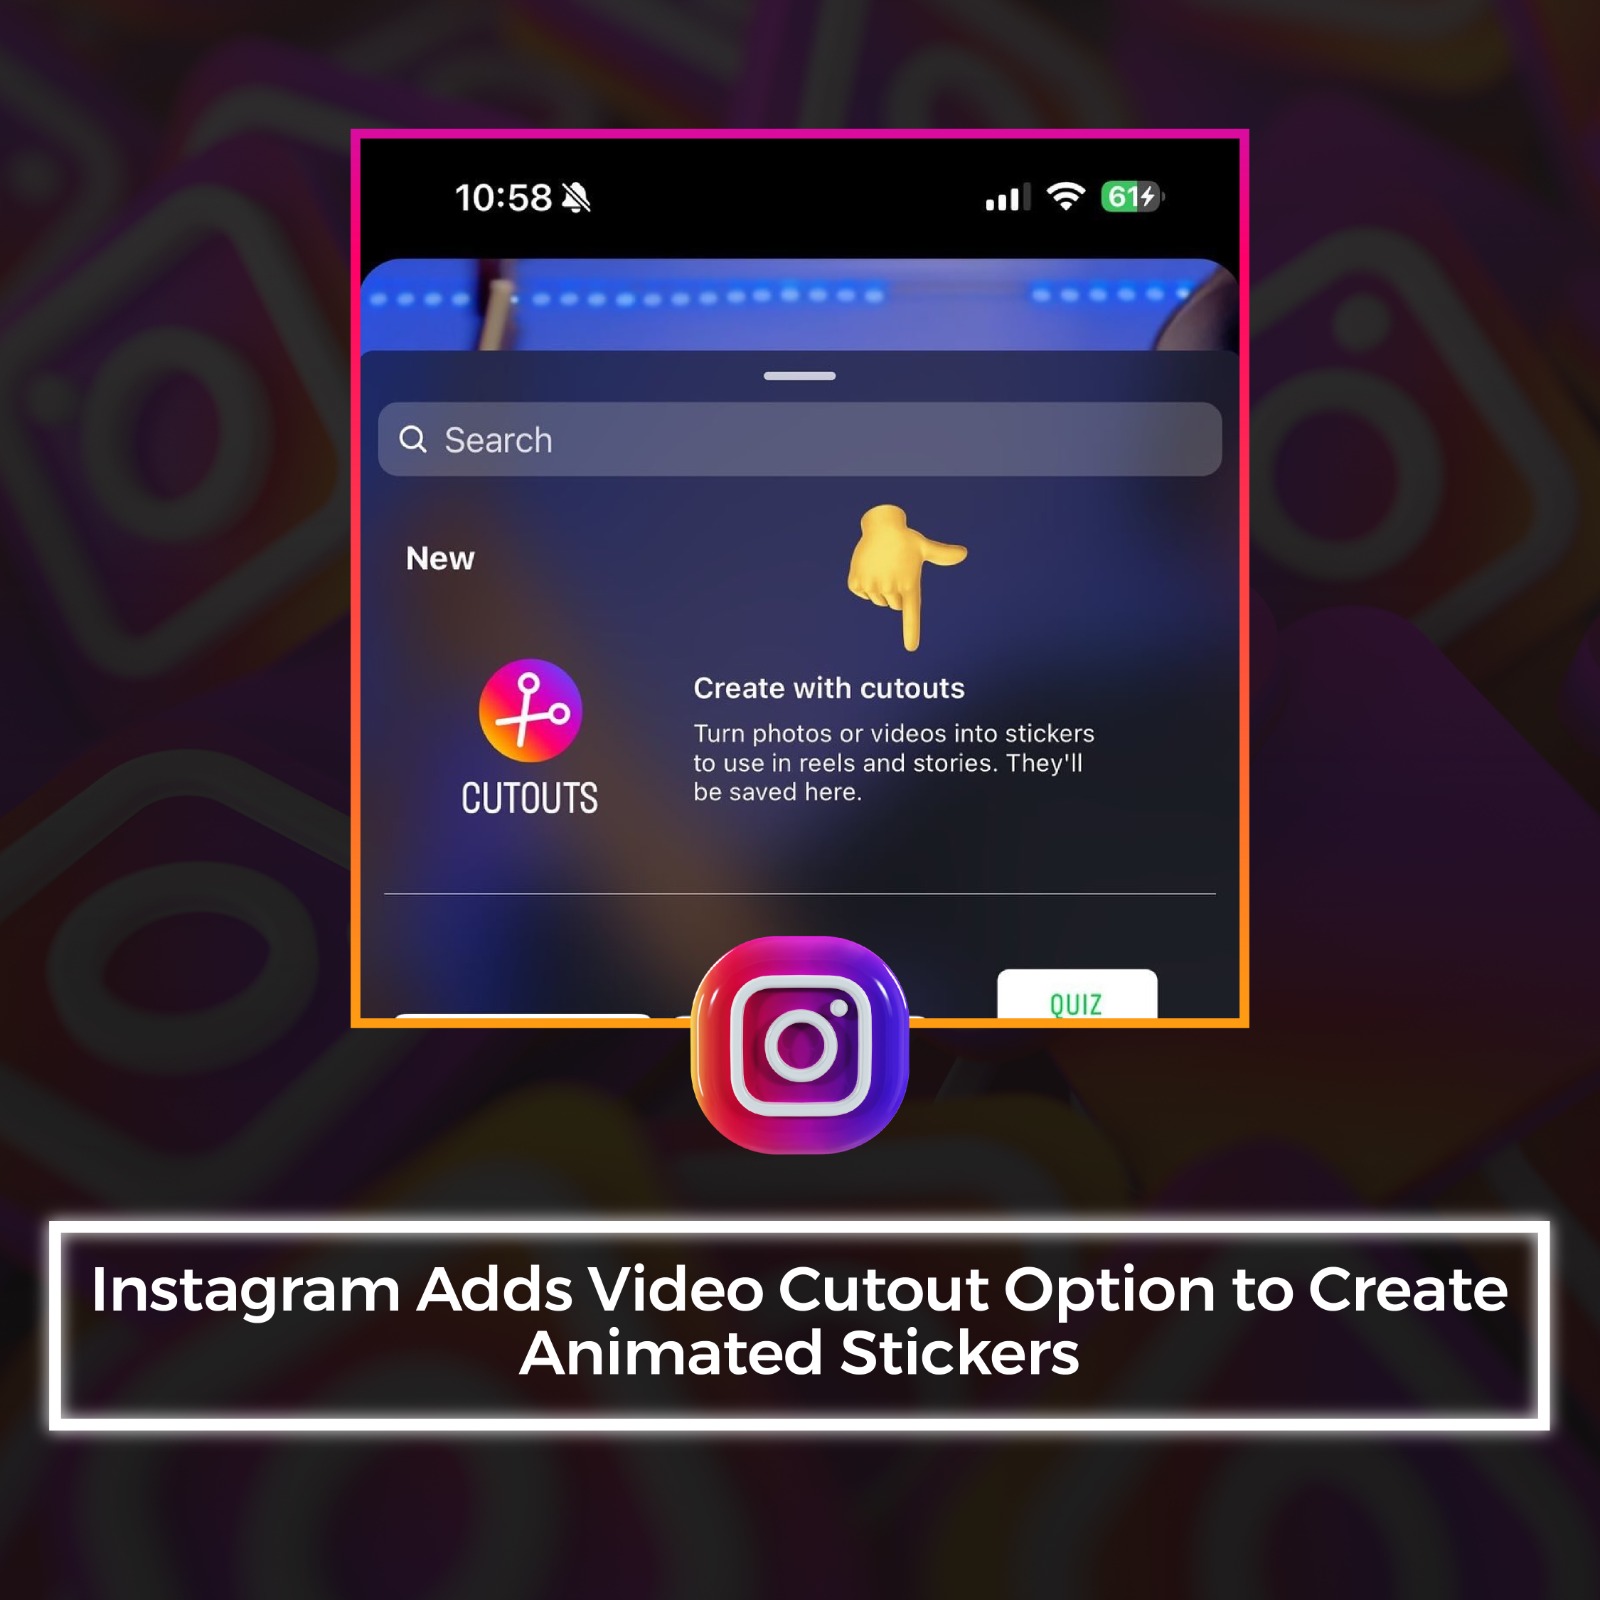 10:58
61
Search
New
Create with cutouts
Turn photos or videos into stickers
to use in reels and stories. They'll
be saved here.
CUTOUTS
QUIZ
Instagram Adds Video Cutout Option to Create
Animated Stickers